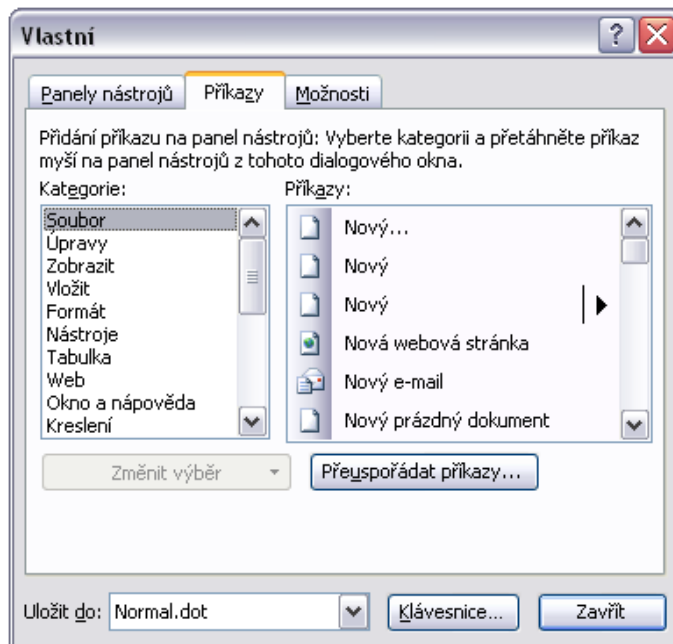 Vlastní
Panely nástrojů
Příkazy
Možnosti
Přidání příkazu na panel nástrojů: Vyberte kategorii a přetáhněte příkaz
myší na panel nástrojů z tohoto dialogového okna.
Kategorie:
Soubor
Úpravy
Zobrazit
Vložit
Formát
Nástroje
Tabulka
Web
Okno a nápověda
Kreslení
Příkazy:
Nový...
Nový
Nový
Nová webová stránka
Nový e-mail
Nový prázdný dokument
Změnit výběr
Přeuspořádat příkazy...
Uložit do:
Normal.dot
Klávesnice...
Zavřít